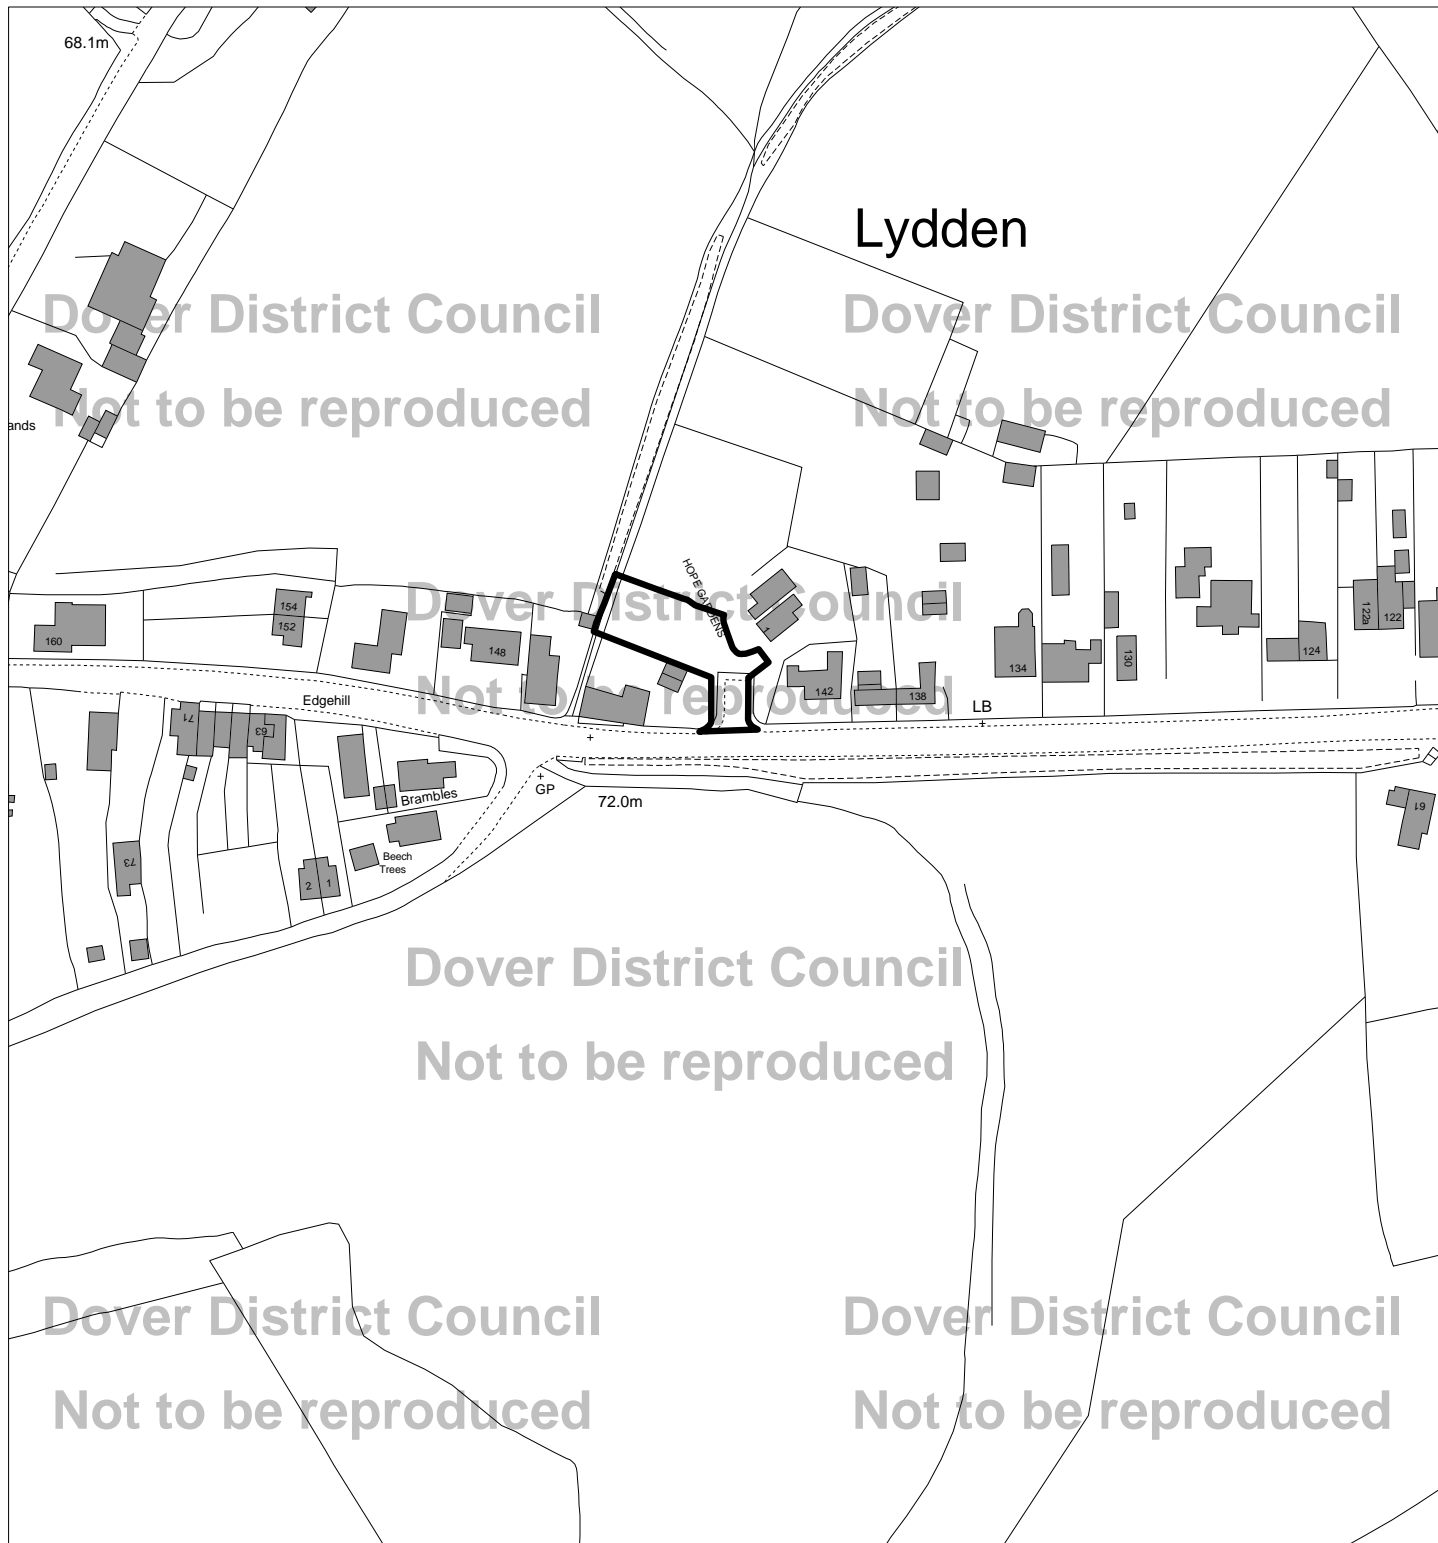 68.1m
Lydden
Dover District Council
Dover District Council
Not to be reproduced
Not to be reproduced
ands
HOPE GARDENS
Dover District Council
Not to be reproduced
1
160
154
152
148
142
138
134
130
124
122a
122
LB
Edgehill
71
63
GP
72.0m
Brambles
Beech
Trees
73
2
1
61
Dover District Council
Not to be reproduced
Dover District Council
Dover District Council
Not to be reproduced
Not to be reproduced